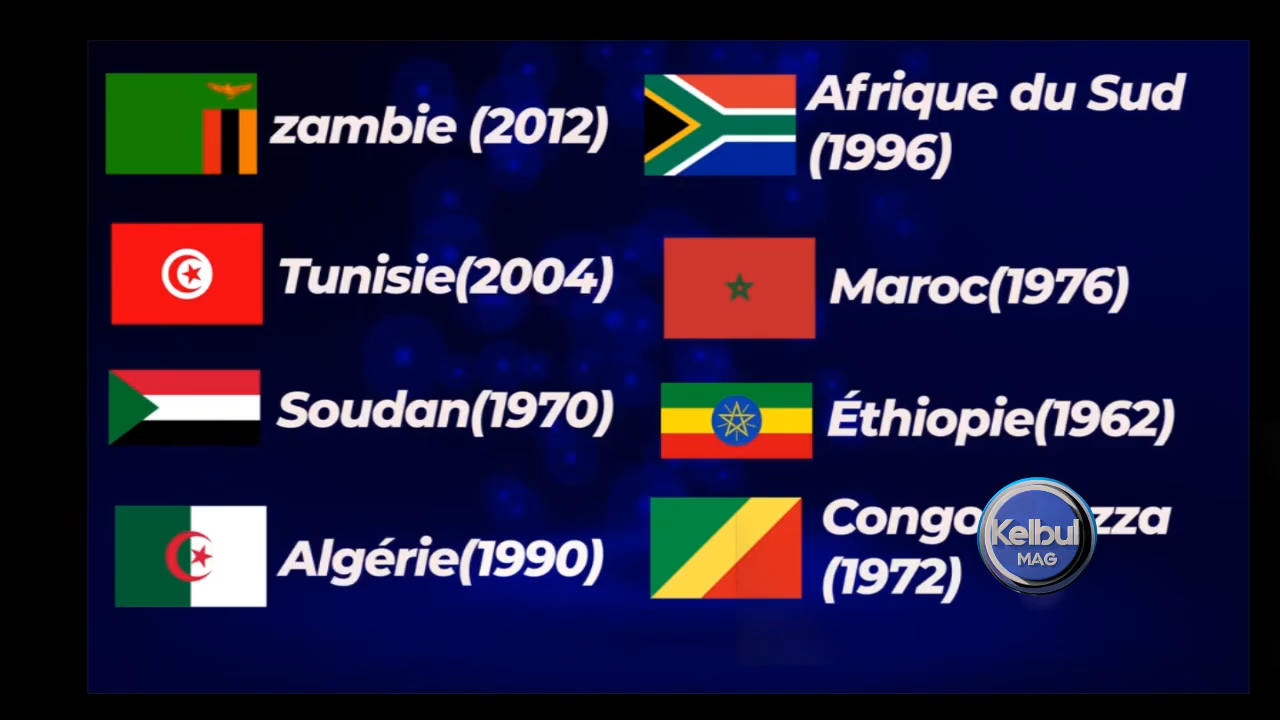 zambie (2012)
Afrique du Sud
(1996)
Tunisie(2004)
Maroc(1976)
Soudan(1970)
Éthiopie(1962)
Algérie(1990)
Congo
(1972)
Kelbul
MAG